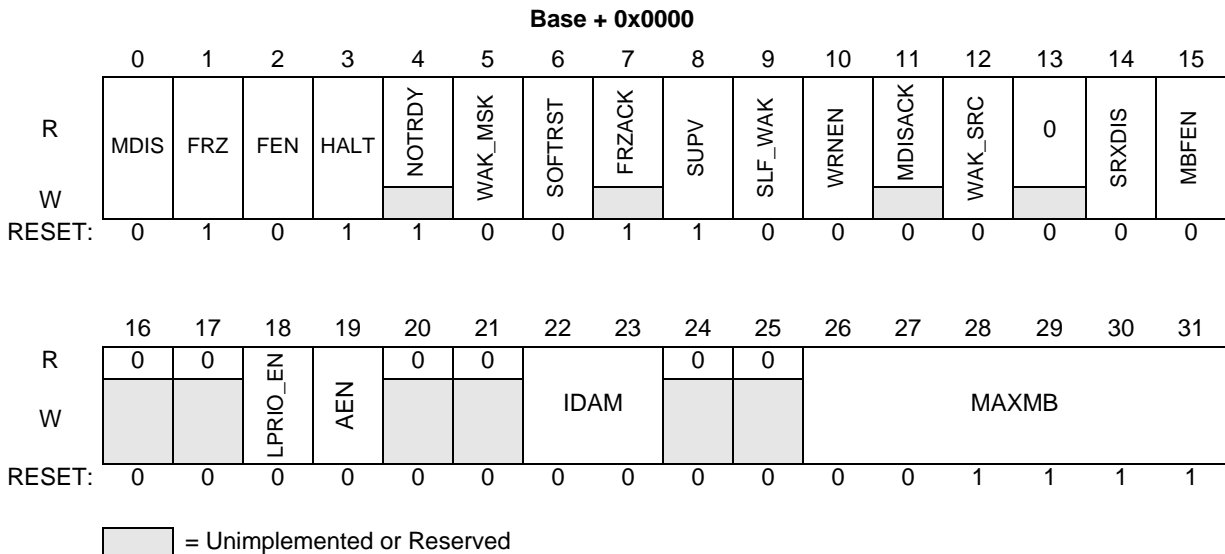 Base + 0x0000
0 1 2 3 4 5 6 7 8 9 10 11 12 13 14 15
R MDIS FRZ FEN HALT NOTRDY WAK_MSK SOFTRST FRZACK SUPV SLF_WAK WRNEN MDISACK WAK_SRC 0 SRXDIS MBFEN
W
RESET: 0 1 0 1 1 0 0 1 1 0 0 0 0 0 0 0
16 17 18 19 20 21 22 23 24 25 26 27 28 29 30 31
R 0 0 LPRIO_EN AEN 0 0 IDAM 0 0 MAXMB
W
RESET: 0 0 0 0 0 0 0 0 0 0 0 0 1 1 1 1
= Unimplemented or Reserved